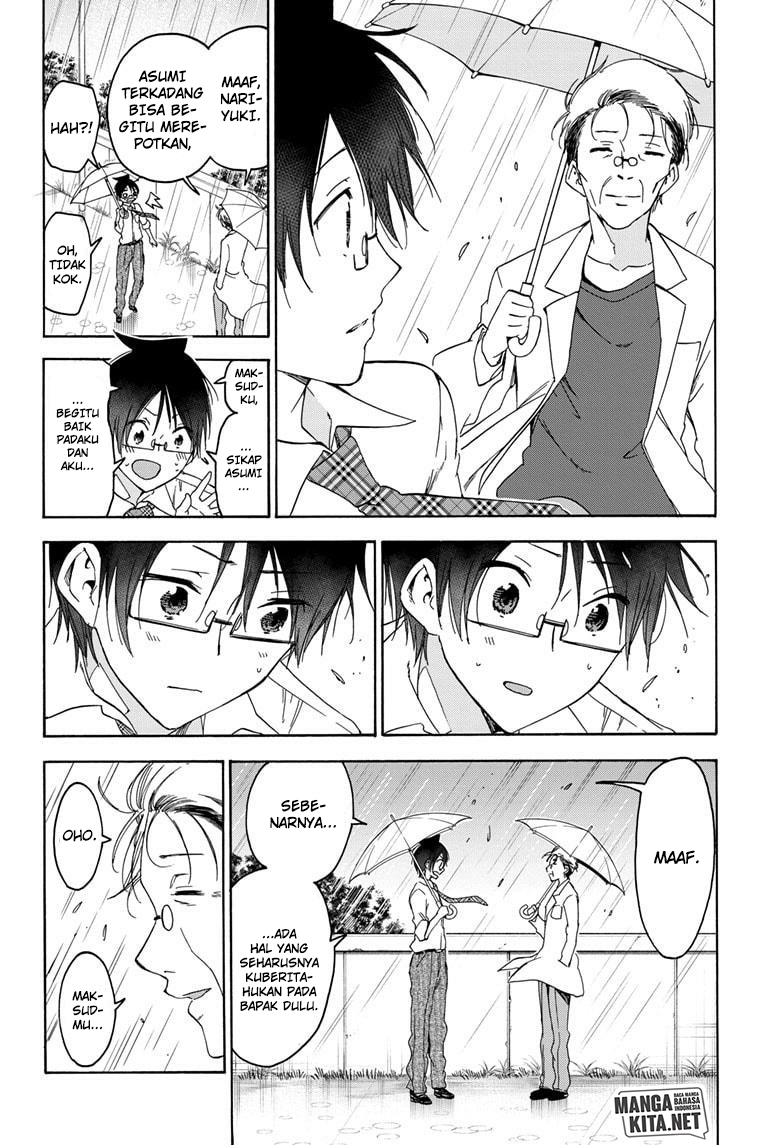 MAAF,
NARI-
YUKI.
ASUMI
TERKADANG
BISA BE-
GITU MERE-
POTKAN,
HAH?!
OH,
TIDAK
KOK.
MAK-
SUD-
KU,
... SIKAP
ASUMI
...
...
BEGITU
BAIK
PADAKU
DAN
AKU...
MAAF.
SEBE-
NARNYA...
...ADA
HAL YANG
SEHARUSNYA
KUBERITA-
HUKAN PADA
BAPAK DULU.
OHO.
MAK-
SUD-
MU...
MANGA
KITA.NET
BACA MANGA
BAHASA
INDONESIA